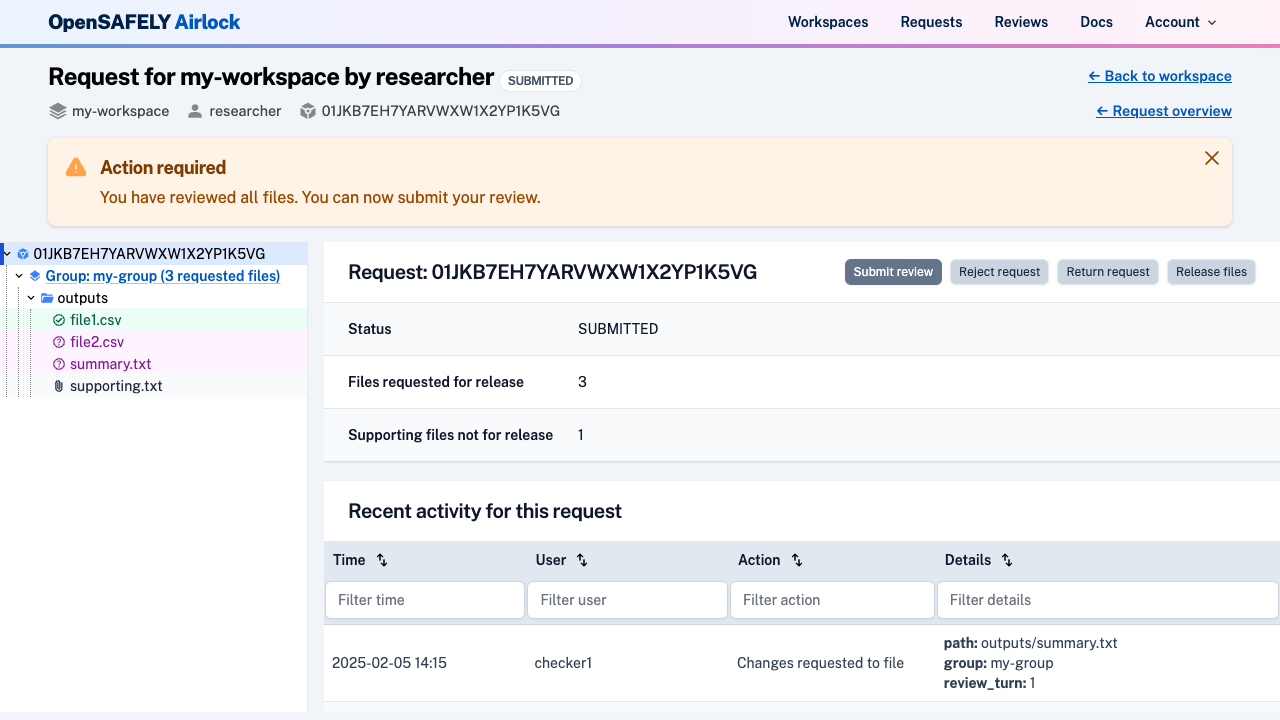 OpenSAFELY Airlock
Workspaces Requests Reviews Docs Account
Request for my-workspace by researcher SUBMITTED
← Back to workspace
my-workspace researcher 01JKB7EH7YARVWXW1X2YP1K5VG
← Request overview
Action required
You have reviewed all files. You can now submit your review.
01JKB7EH7YARVWXW1X2YP1K5VG
Group: my-group (3 requested files)
outputs
file1.csv
file2.csv
summary.txt
supporting.txt
Request: 01JKB7EH7YARVWXW1X2YP1K5VG
Submit review Reject request Return request Release files
Status SUBMITTED
Files requested for release 3
Supporting files not for release 1
Recent activity for this request
Time User Action Details
Filter time Filter user Filter action Filter details
2025-02-05 14:15 checker1 Changes requested to file
path: outputs/summary.txt
group: my-group
review_turn: 1